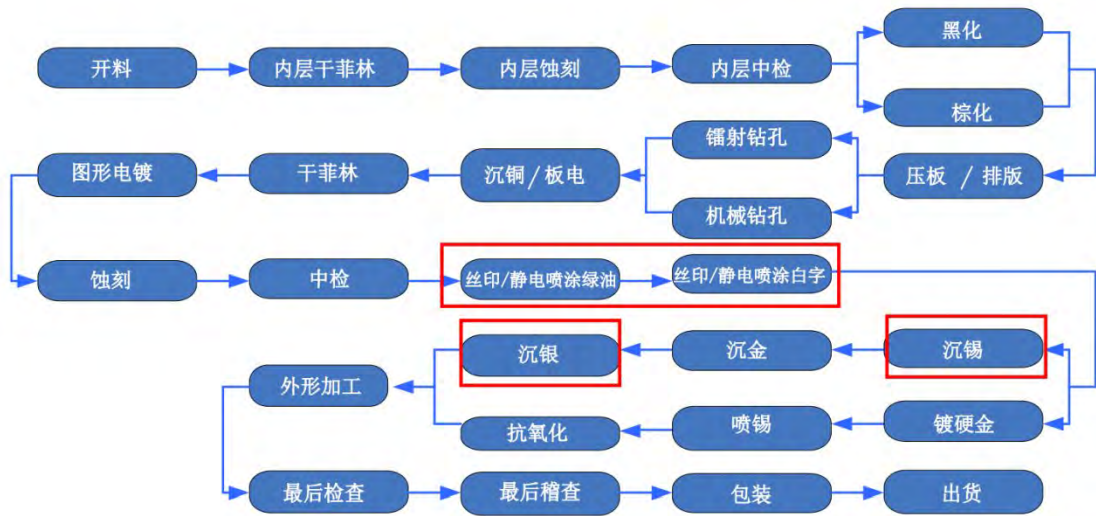 开料
内层干菲林
内层蚀刻
内层中检
黑化
棕化
压板 / 排版
镭射钻孔
机械钻孔
沉铜/板电
干菲林
图形电镀
蚀刻
中检
丝印/静电喷涂绿油
丝印/静电喷涂白字
沉锡
沉金
沉银
镀硬金
喷锡
抗氧化
外形加工
最后检查
最后稽查
包装
出货